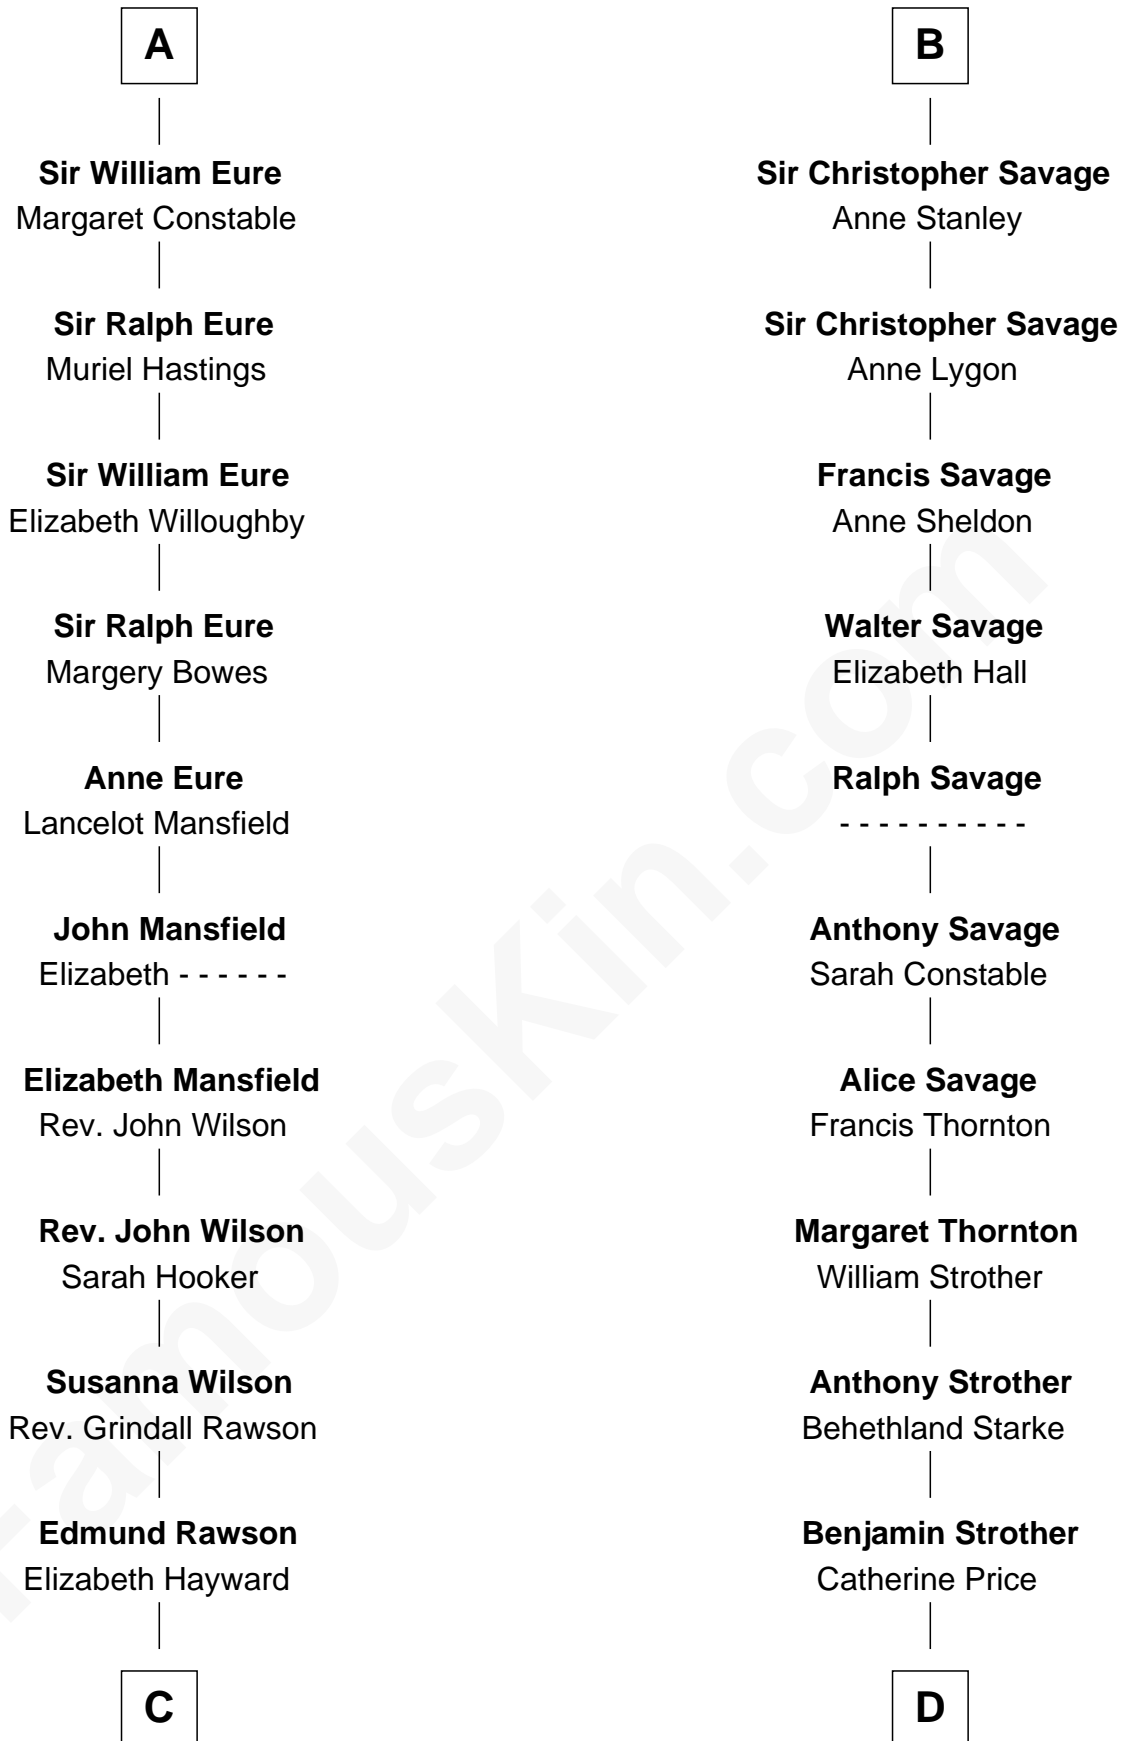 A
Sir William Eure
Margaret Constable
Sir Ralph Eure
Muriel Hastings
Sir William Eure
Elizabeth Willoughby
Sir Ralph Eure
Margery Bowes
Anne Eure
Lancelot Mansfield
John Mansfield
Elizabeth - - - - - -
Elizabeth Mansfield
Rev. John Wilson
Rev. John Wilson
Sarah Hooker
Susanna Wilson
Rev. Grindall Rawson
Edmund Rawson
Elizabeth Hayward
C
B
Sir Christopher Savage
Anne Stanley
Sir Christopher Savage
Anne Lygon
Francis Savage
Anne Sheldon
Walter Savage
Elizabeth Hall
Ralph Savage
- - - - - - - - - -
Anthony Savage
Sarah Constable
Alice Savage
Francis Thornton
Margaret Thornton
William Strother
Anthony Strother
Behethland Starke
Benjamin Strother
Catherine Price
D
FamousKin.com